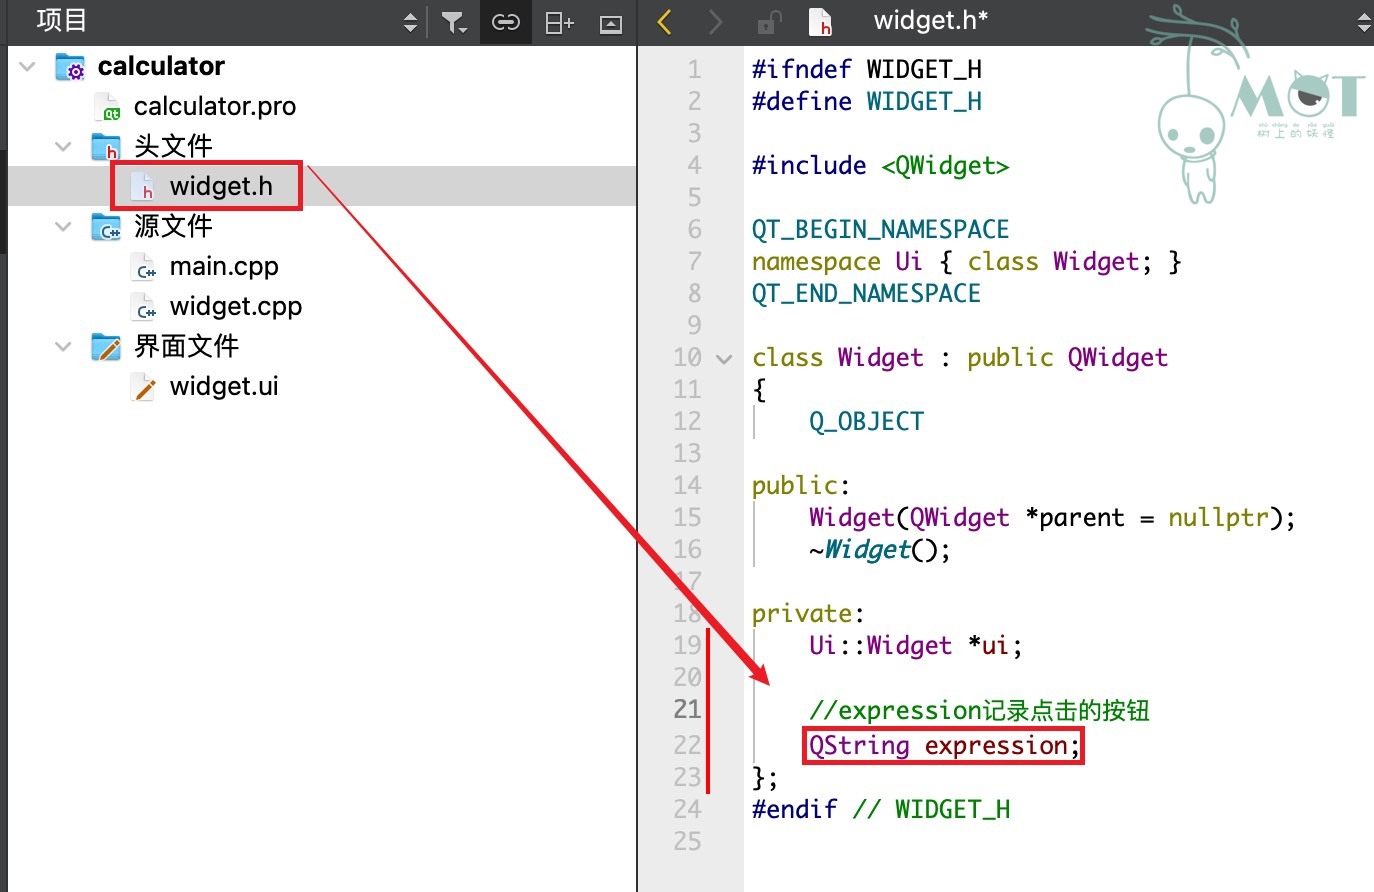 项目
calculator
calculator.pro
头文件
widget.h
源文件
main.cpp
widget.cpp
界面文件
widget.ui
widget.h*
1 #ifndef WIDGET_H
2 #define WIDGET_H
3
4 #include <QWidget>
5
6 QT_BEGIN_NAMESPACE
7 namespace Ui { class Widget; }
8 QT_END_NAMESPACE
9
10 class Widget : public QWidget
11 {
12 Q_OBJECT
13
14 public:
15 Widget(QWidget *parent = nullptr);
16 ~Widget();
17
18 private:
19 Ui::Widget *ui;
20
21 //expression记录点击的按钮
22 QString expression;
23 };
24 #endif // WIDGET_H
25
MOT
树上的妖怪